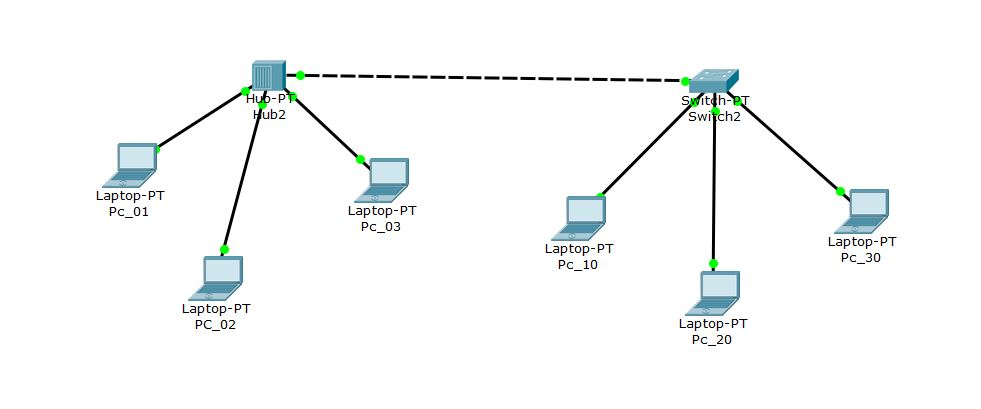 Hub-PT
Hub2
Switch-PT
Switch2
Laptop-PT
Pc_01
Laptop-PT
Pc_03
Laptop-PT
PC_02
Laptop-PT
Pc_10
Laptop-PT
Pc_30
Laptop-PT
Pc_20